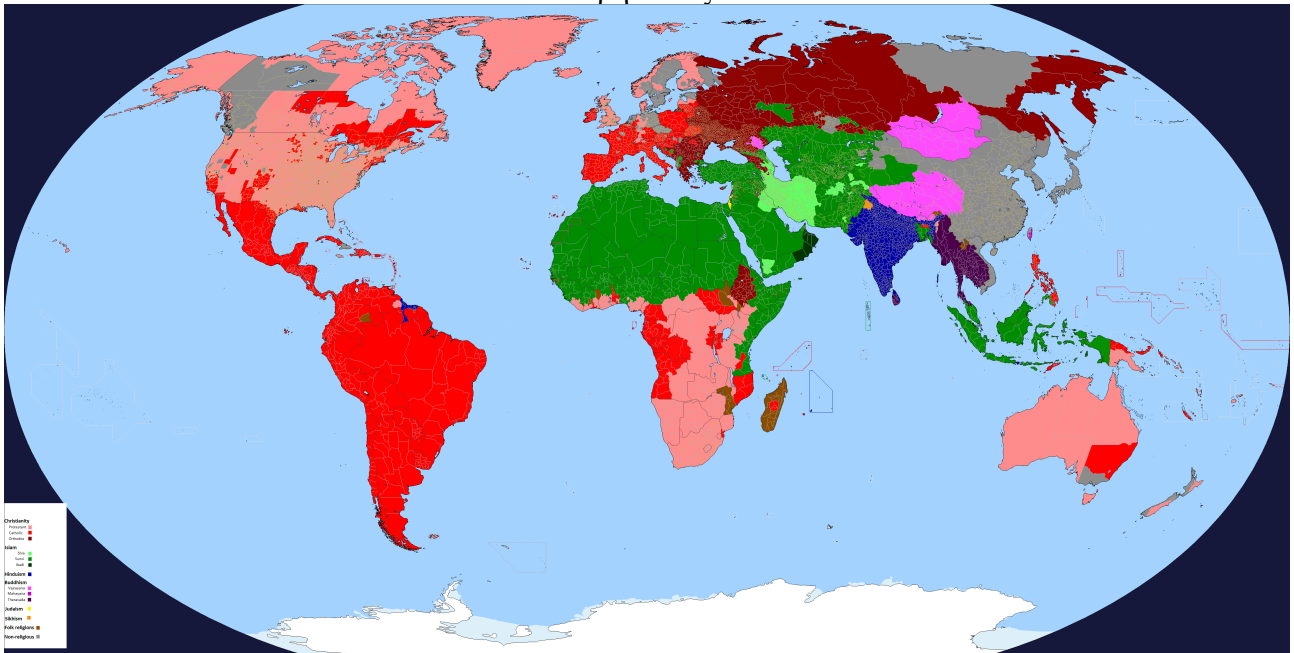 Christianity
Protestant
Catholic
Orthodox
Islam
Shia
Sunni
Ibadi
Hinduism
Buddhism
Vajrayana
Mahayana
Theravada
Judaism
Sikhism
Folk religions
Non-religious